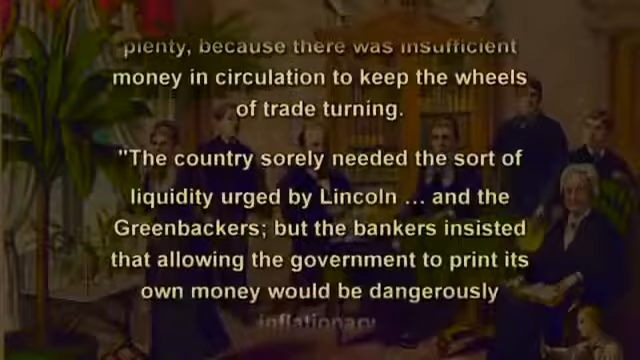 plenty, because there was insufficient
money in circulation to keep the wheels
of trade turning.
"The country sorely needed the sort of
liquidity urged by Lincoln ... and the
Greenbackers; but the bankers insisted
that allowing the government to print its
own money would be dangerously
inflationary